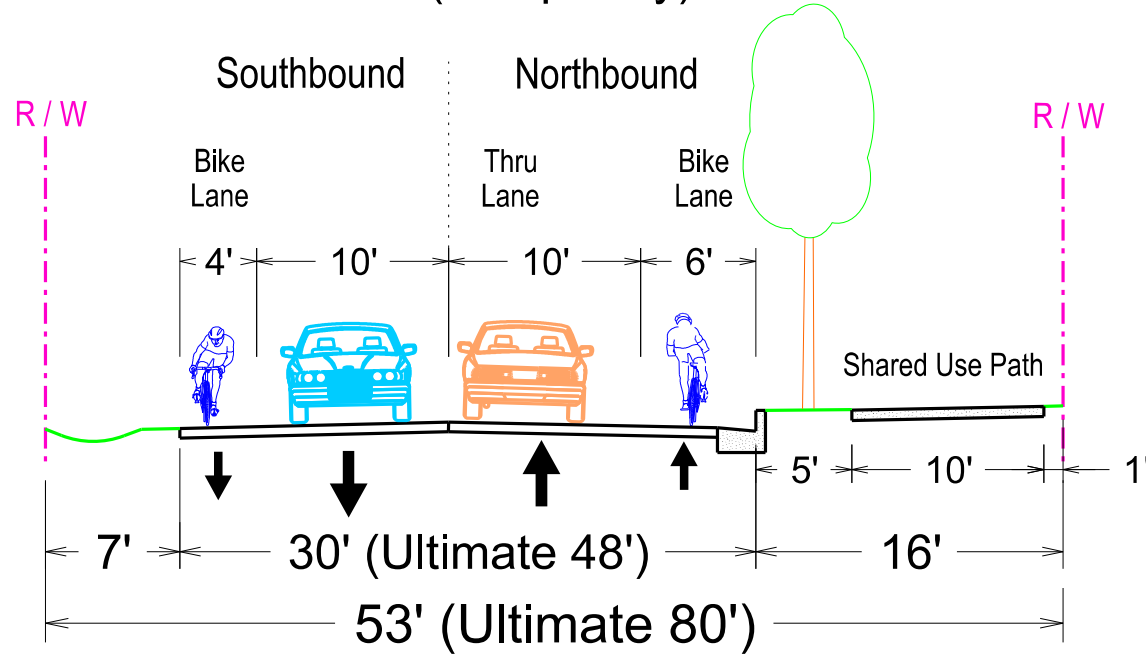 Southbound
Northbound
R / W
R / W
Bike
Lane
Thru
Lane
Bike
Lane
4'
10'
10'
6'
Shared Use Path
5'
10'
1'
7'
30' (Ultimate 48')
16'
53' (Ultimate 80')